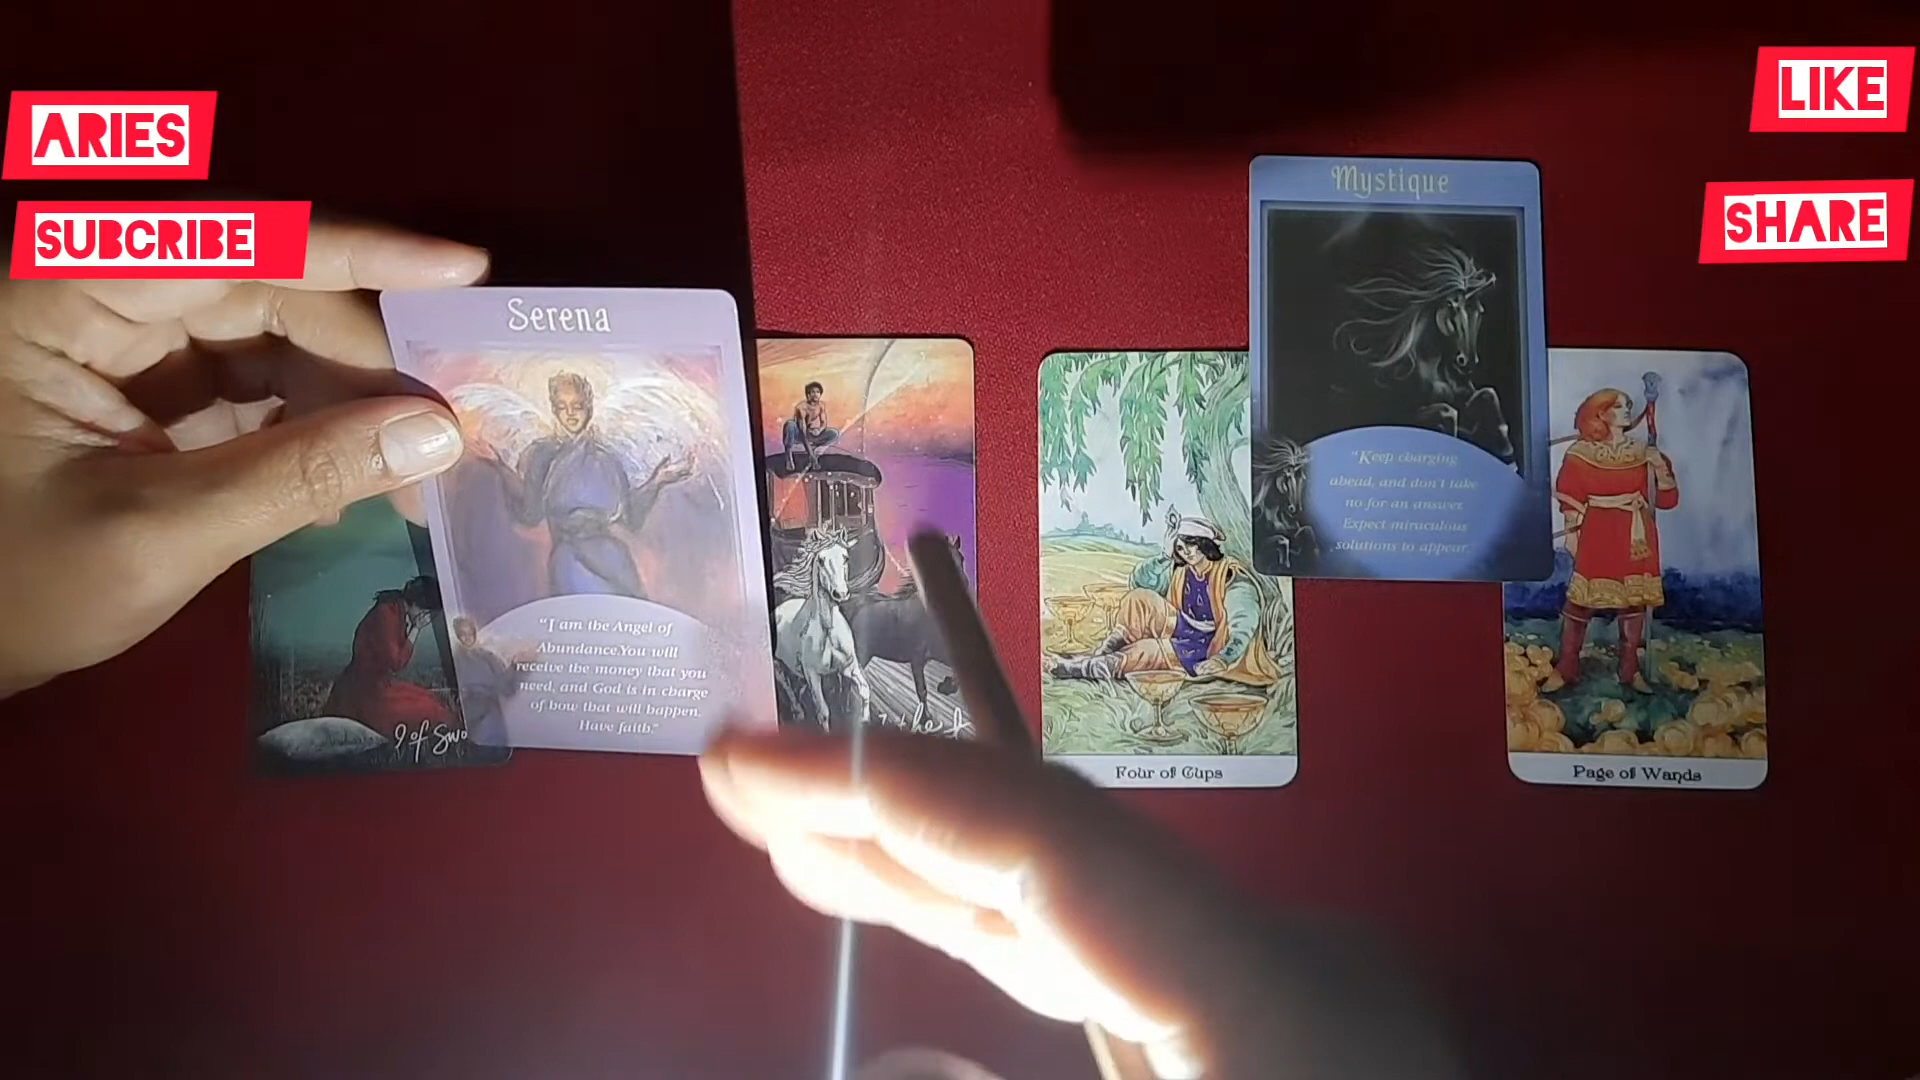 ARIES
SUBCRIBE
LIKE
SHARE
Serena
"I am the Angel of
Abundance.You will
receive the money that you
need, and God is in charge
of how that will happen.
Have faith."
Mystique
"Keep charging
ahead, and don't take
no for an answer.
Expect miraculous
solutions to appear."
9 of Swo
7 the
Four of Cups
Page of Wands